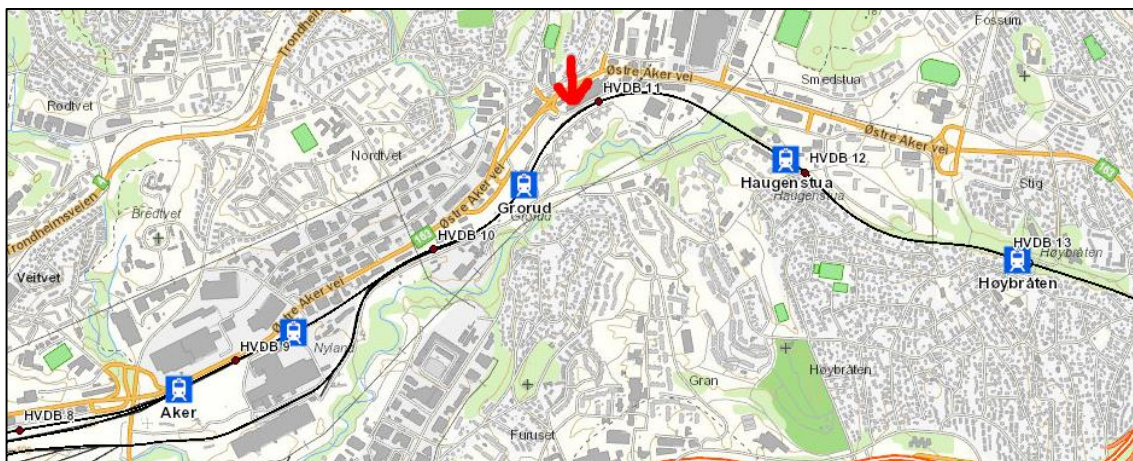 Fossum
Trondheimsveien
Østre Aker vei
Smedstua
Rødtvet
HVDB 11
Østre Aker vei
Nordtvet
HVDB 12
Haugenstua
Haugenstua
163
Stig
Østre Aker vei
Grorud
Grorud
Bredtvet
163
HVDB 10
HVDB 13
Høybråten
Høybråten
Trondheimsveien
Veitvet
Østre Aker vei
Nyland
HVDB 9
Høybråten
Gran
Aker
HVDB 8
Furuset